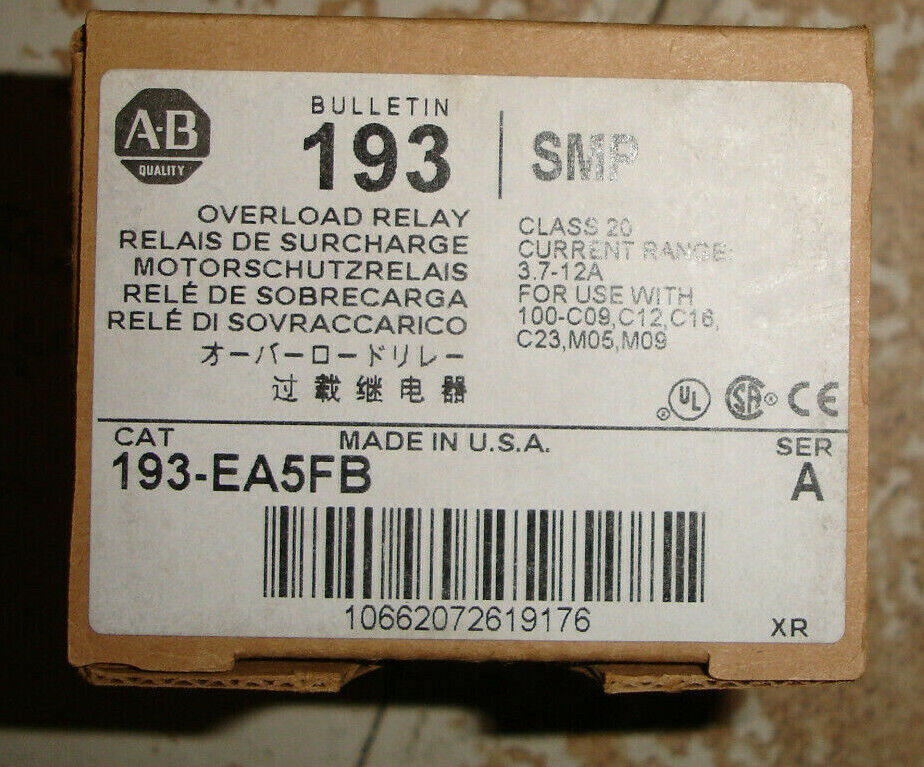 A-B
QUALITY
BULLETIN
193
OVERLOAD RELAY
RELAIS DE SURCHARGE
MOTORSCHUTZRELAIS
RELÉ DE SOBRECARGA
RELÉ DI SOVRACCARICO
オーバーロードリレー
过载继电器
SMP
CLASS 20
CURRENT RANGE:
3.7-12A
FOR USE WITH
100-C09,C12,C16,
C23,M05,M09
UL SA CE
CAT MADE IN U.S.A. SER
193-EA5FB A
10662072619176
XR